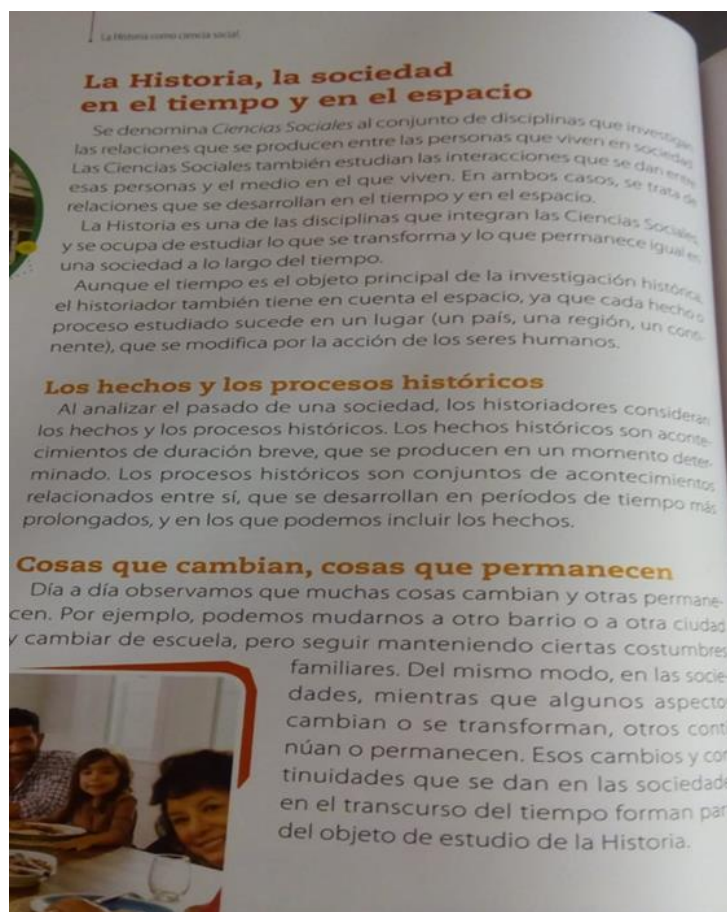 La Historia como ciencia social
La Historia, la sociedad
en el tiempo y en el espacio
Se denomina Ciencias Sociales al conjunto de disciplinas que investigan
las relaciones que se producen entre las personas que viven en sociedad.
Las Ciencias Sociales también estudian las interacciones que se dan entre
esas personas y el medio en el que viven. En ambos casos, se trata de
relaciones que se desarrollan en el tiempo y en el espacio.
La Historia es una de las disciplinas que integran las Ciencias Sociales
y se ocupa de estudiar lo que se transforma y lo que permanece igual en
una sociedad a lo largo del tiempo.
Aunque el tiempo es el objeto principal de la investigación histórica,
el historiador también tiene en cuenta el espacio, ya que cada hecho o
proceso estudiado sucede en un lugar (un país, una región, un conti-
nente), que se modifica por la acción de los seres humanos.
Los hechos y los procesos históricos
Al analizar el pasado de una sociedad, los historiadores consideran
los hechos y los procesos históricos. Los hechos históricos son aconte-
cimientos de duración breve, que se producen en un momento deter-
minado. Los procesos históricos son conjuntos de acontecimientos
relacionados entre sí, que se desarrollan en períodos de tiempo más
prolongados, y en los que podemos incluir los hechos.
Cosas que cambian, cosas que permanecen
Día a día observamos que muchas cosas cambian y otras permane-
cen. Por ejemplo, podemos mudarnos a otro barrio o a otra ciudad
y cambiar de escuela, pero seguir manteniendo ciertas costumbres
familiares. Del mismo modo, en las socie-
dades, mientras que algunos aspecto
cambian o se transforman, otros conti
núan o permanecen. Esos cambios y con
tinuidades que se dan en las sociedade
en el transcurso del tiempo forman par
del objeto de estudio de la Historia.